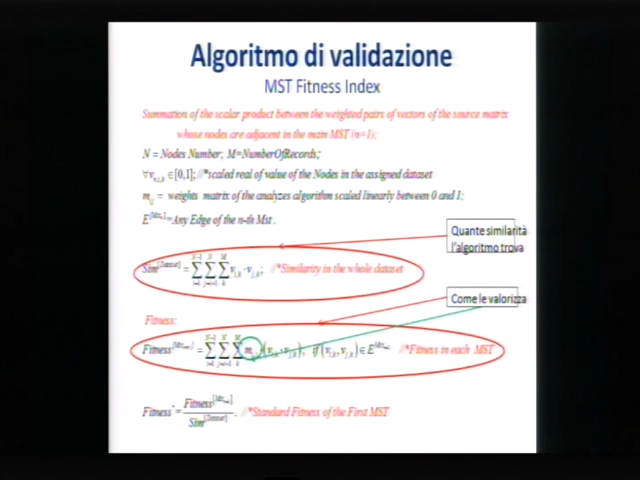 Algoritmo di validazione
MST Fitness Index
Summation of the scalar product between the weighted pairs of vectors of the source matrix
whose nodes are adjacent in the main MST (n=1);
N = Nodes Number, M=NumberOfRecords;
∈[0,1]; //*scaled real of value of the Nodes in the assigned dataset
= weights matrix of the analyzes algorithm scaled linearly between 0 and 1;
=Any Edge of the n-th Mst.
Quante similarità
l'algoritmo trova
//*Similarity in the whole dataset
Come le valorizza
Fitness:
//*Fitness in each MST
//*Standard Fitness of the First MST